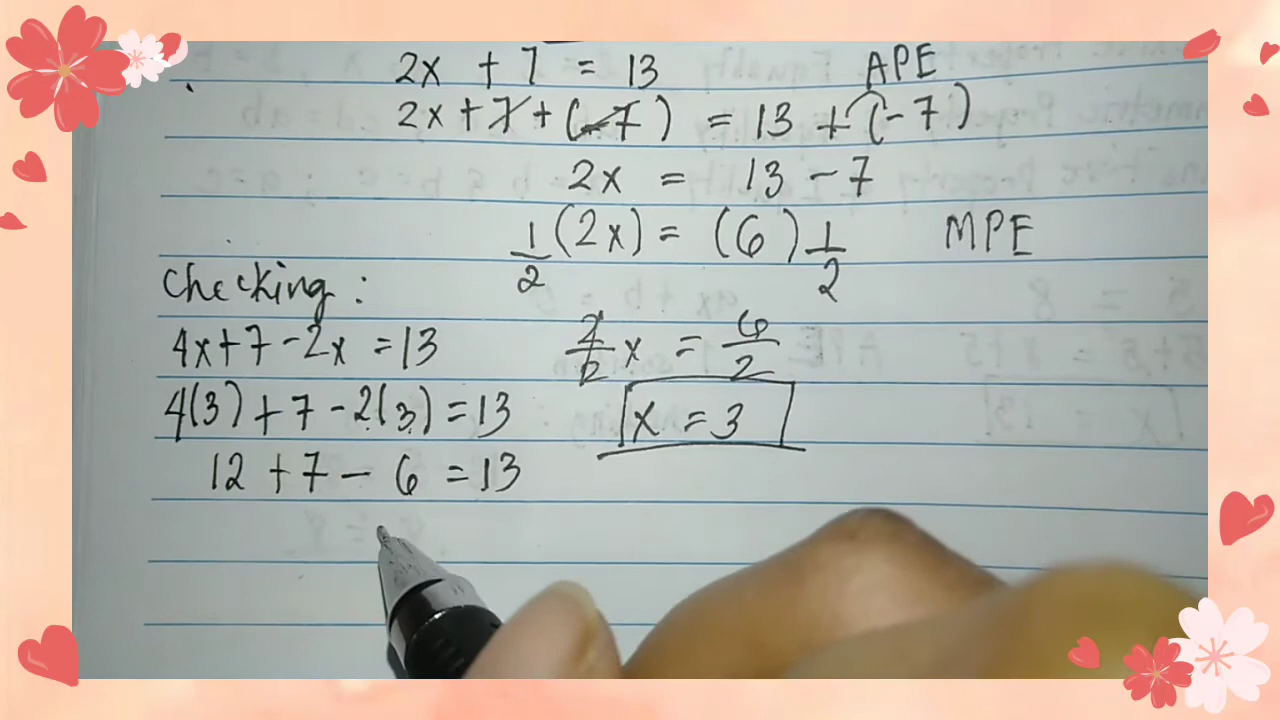 2x + 7 = 13 APE
2x + 7 + (-7) = 13 + (-7)
2x = 13 - 7
1/2 (2x) = (6) 1/2 MPE
Checking:
4x+7-2x = 13
2/2 x = 6/2
4(3) + 7 - 2(3) = 13
x = 3
12 + 7 - 6 = 13